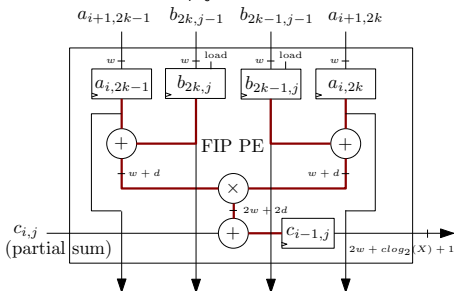 a_{i+1,2k−1} b_{2k,j−1} b_{2k−1,j−1} a_{i+1,2k}
w load w load w
a_{i,2k−1} b_{2k,j} b_{2k−1,j} a_{i,2k}
+ FIP PE +
w + d w + d
×
2w + 2d
c_{i,j} + c_{i−1,j}
(partial sum) 2w + clog_2(X) + 1